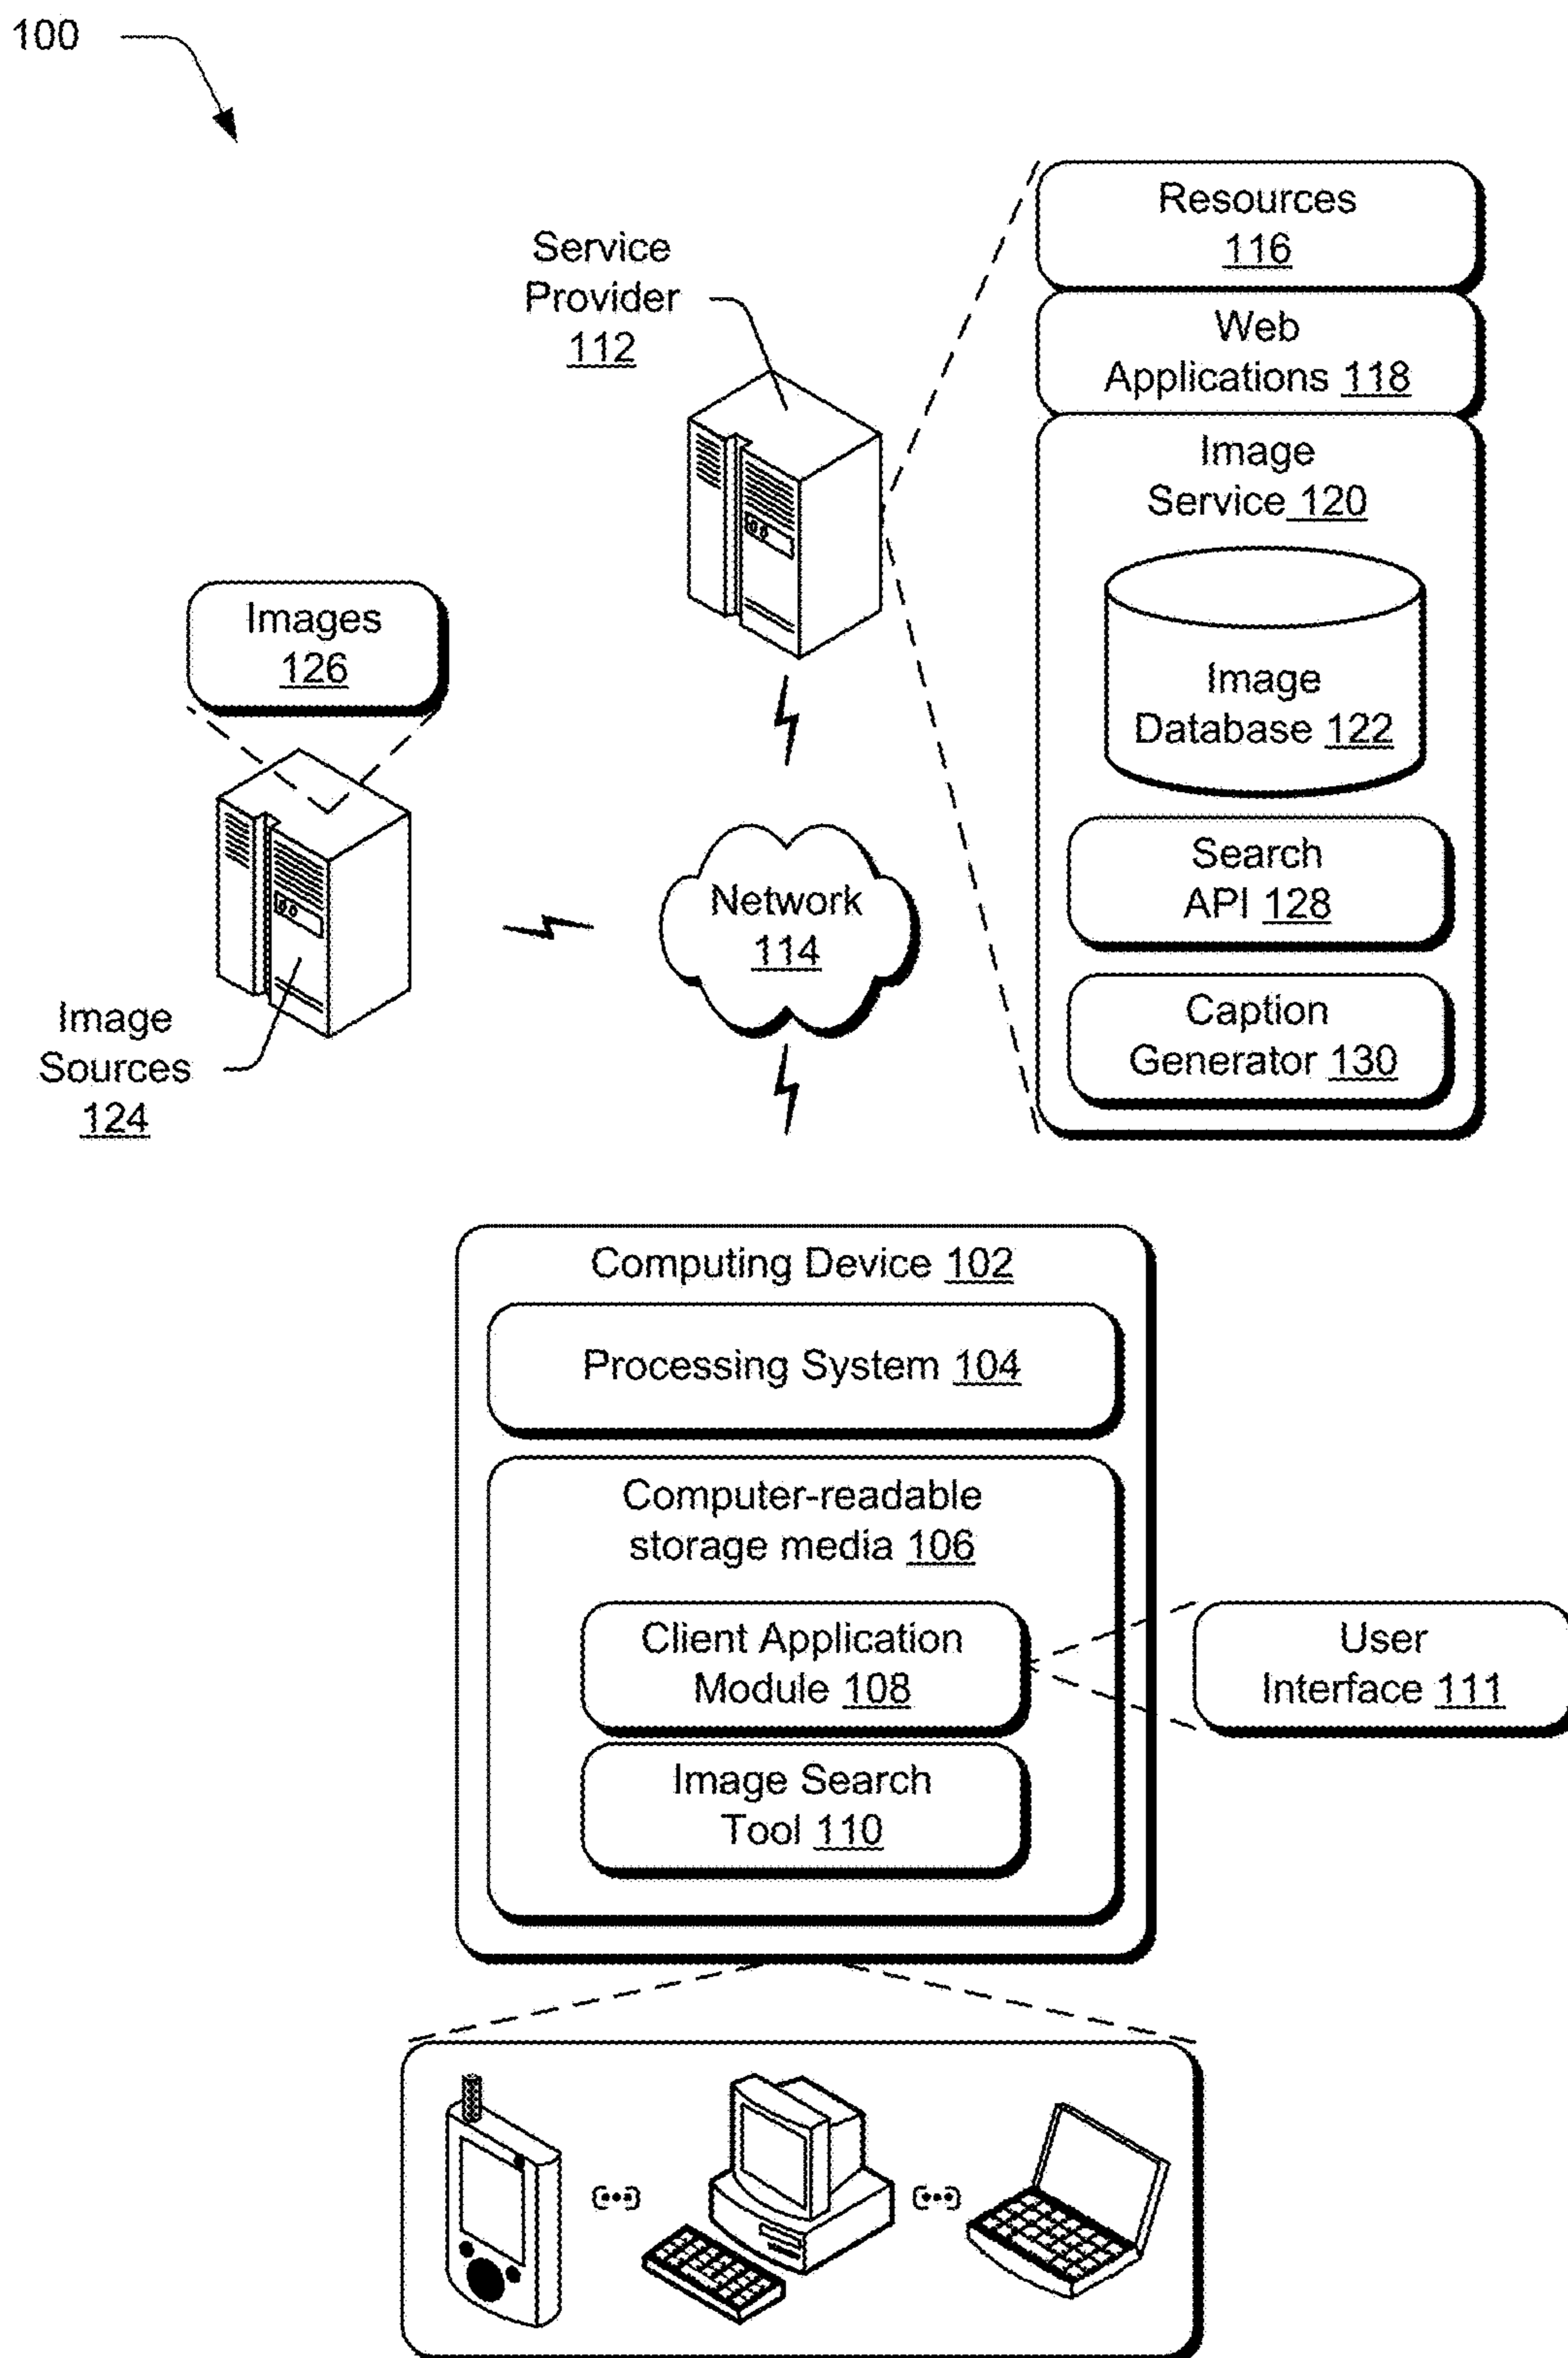 100
Resources
116
Service
Provider
112
Web
Applications 118
Image
Service 120
Image
Database 122
Search
API 128
Caption
Generator 130
Images
126
Network
114
Image
Sources
124
Computing Device 102
Processing System 104
Computer-readable
storage media 106
Client Application
Module 108
User
Interface 111
Image Search
Tool 110